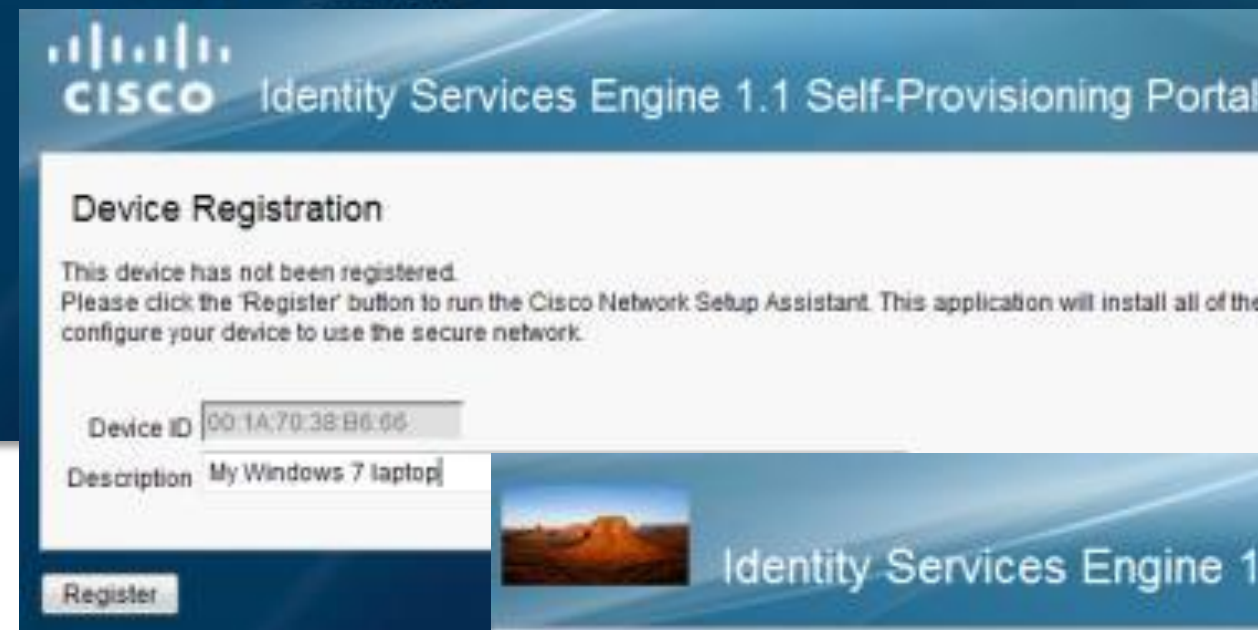 CISCO Identity Services Engine 1.1 Self-Provisioning Portal
Device Registration
This device has not been registered.
Please click the 'Register' button to run the Cisco Network Setup Assistant. This application will install all of the
configure your device to use the secure network.
Device ID 00:1A:70:38:B6:66
Description My Windows 7 laptop
Identity Services Engine 1
Register